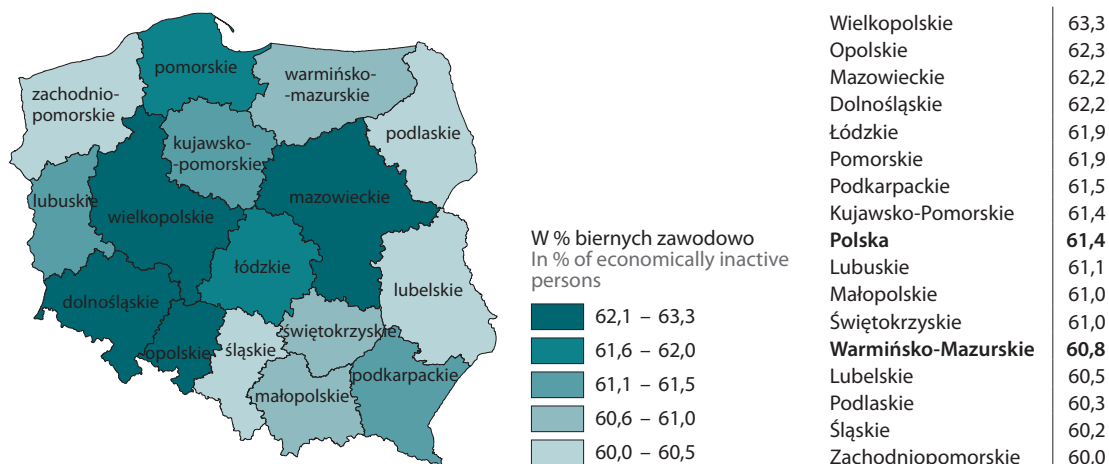 pomorskie
warmińsko-
-mazurskie
zachodnio-
pomorskie
podlaskie
kujawsko-
-pomorskie
lubuskie
wielkopolskie
mazowieckie
łódzkie
dolnośląskie
lubelskie
opolskie
śląskie
świętokrzyskie
podkarpackie
małopolskie
W % biernych zawodowo
In % of economically inactive
persons
62,1 – 63,3
61,6 – 62,0
61,1 – 61,5
60,6 – 61,0
60,0 – 60,5
Wielkopolskie 63,3
Opolskie 62,3
Mazowieckie 62,2
Dolnośląskie 62,2
Łódzkie 61,9
Pomorskie 61,9
Podkarpackie 61,5
Kujawsko-Pomorskie 61,4
Polska 61,4
Lubuskie 61,1
Małopolskie 61,0
Świętokrzyskie 61,0
Warmińsko-Mazurskie 60,8
Lubelskie 60,5
Podlaskie 60,3
Śląskie 60,2
Zachodniopomorskie 60,0